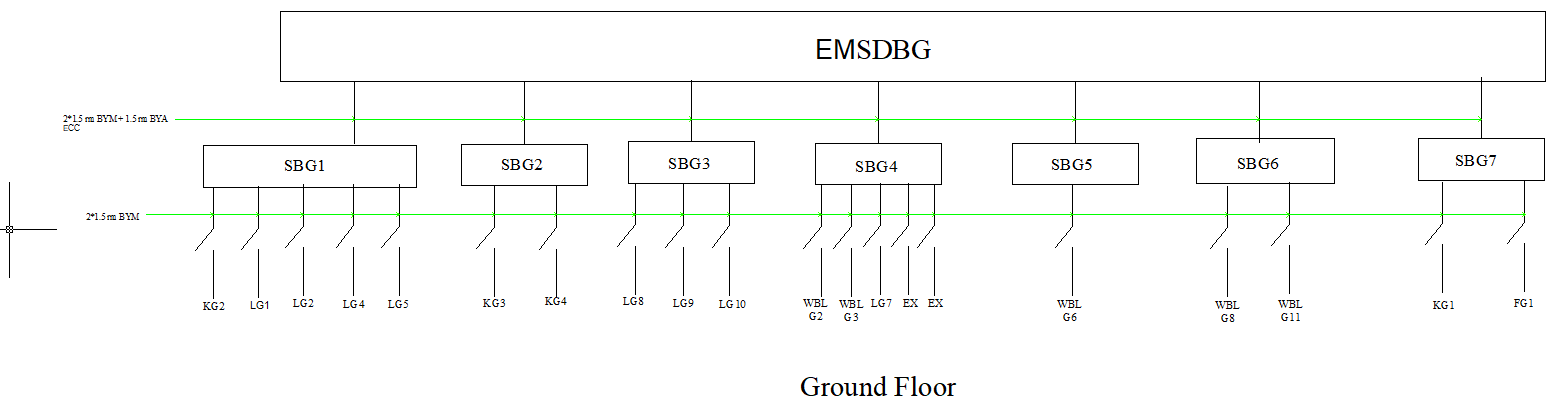 EMSDBG
2*1.5 rm BYM + 1.5 rm BYA
ECC
SBG1
SBG2
SBG3
SBG4
SBG5
SBG6
SBG7
2*1.5 rm BYM
KG2
LG1
LG2
LG4
LG5
KG3
KG4
LG8
LG9
LG10
WBL
G2
WBL
G3
LG7
EX
EX
WBL
G6
WBL
G8
WBL
G11
KG1
FG1
Ground Floor